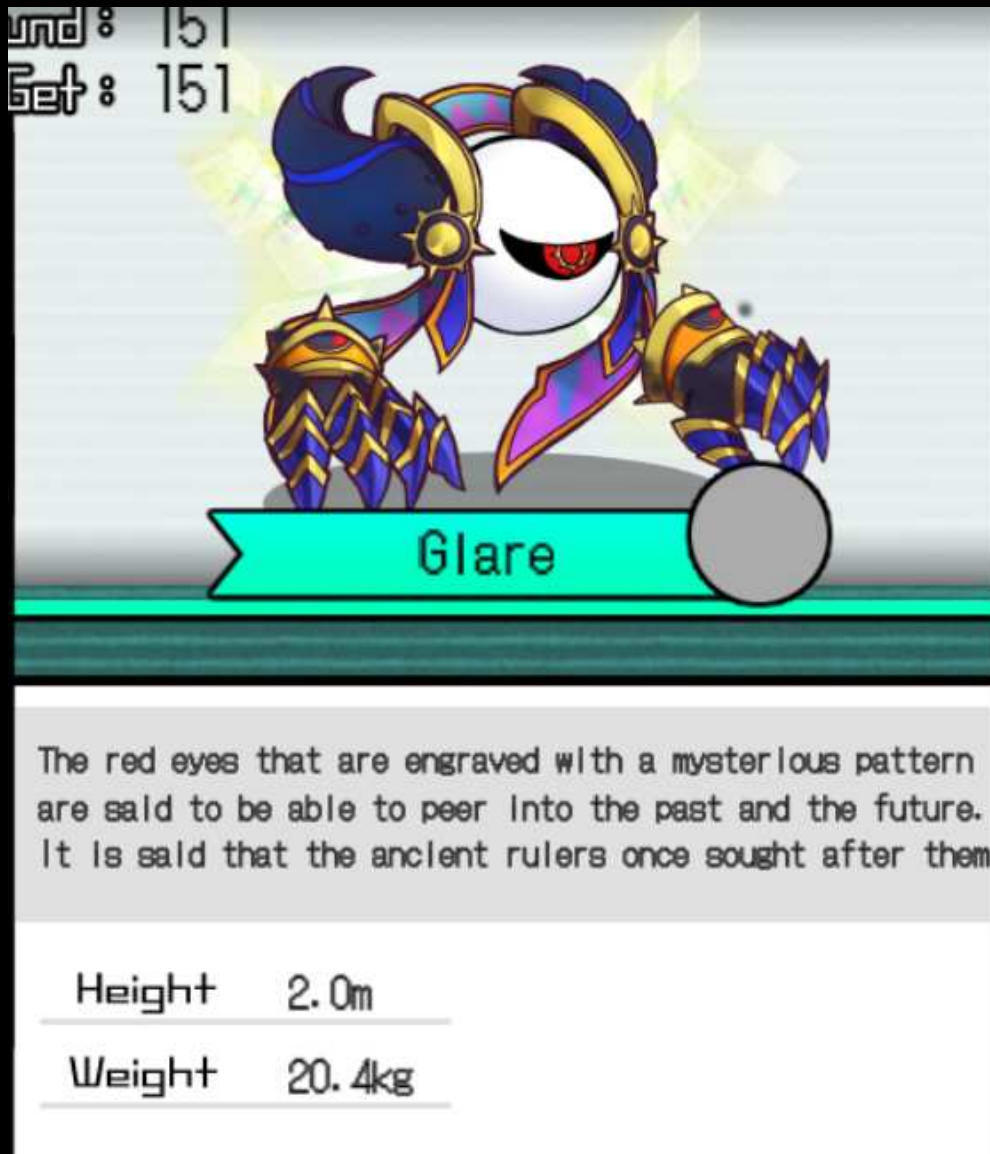 und: 151
Get: 151
Glare
The red eyes that are engraved with a mysterious pattern
are said to be able to peer into the past and the future.
It is said that the ancient rulers once sought after them
Height 2.0m
Weight 20.4kg